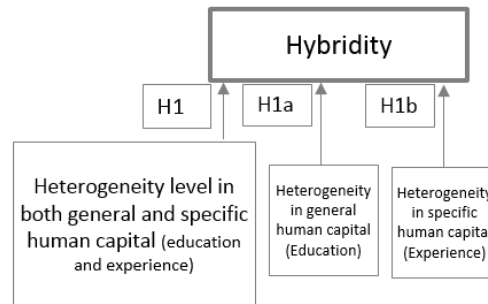 Hybridity
H1
H1a
H1b
Heterogeneity level in
both general and specific
human capital (education
and experience)
Heterogeneity
in general
human capital
(Education)
Heterogeneity
in specific
human capital
(Experience)